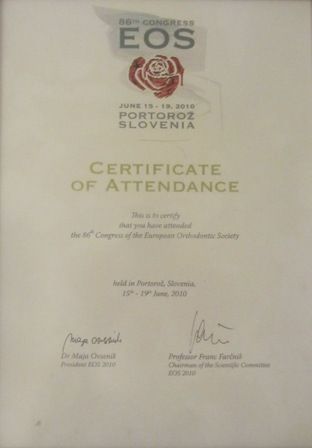 86TH CONGRESS
EOS
JUNE 15 - 19, 2010
PORTOROŽ
SLOVENIA
CERTIFICATE
OF ATTENDANCE
This is to certify
that you have attended
the 86th Congress of the European Orthodontic Society
held in Portorož, Slovenia,
15th - 19th June, 2010
Dr Maja Ovsenik
President EOS 2010
Professor Franc Farčnik
Chairman of the Scientific Committee
EOS 2010